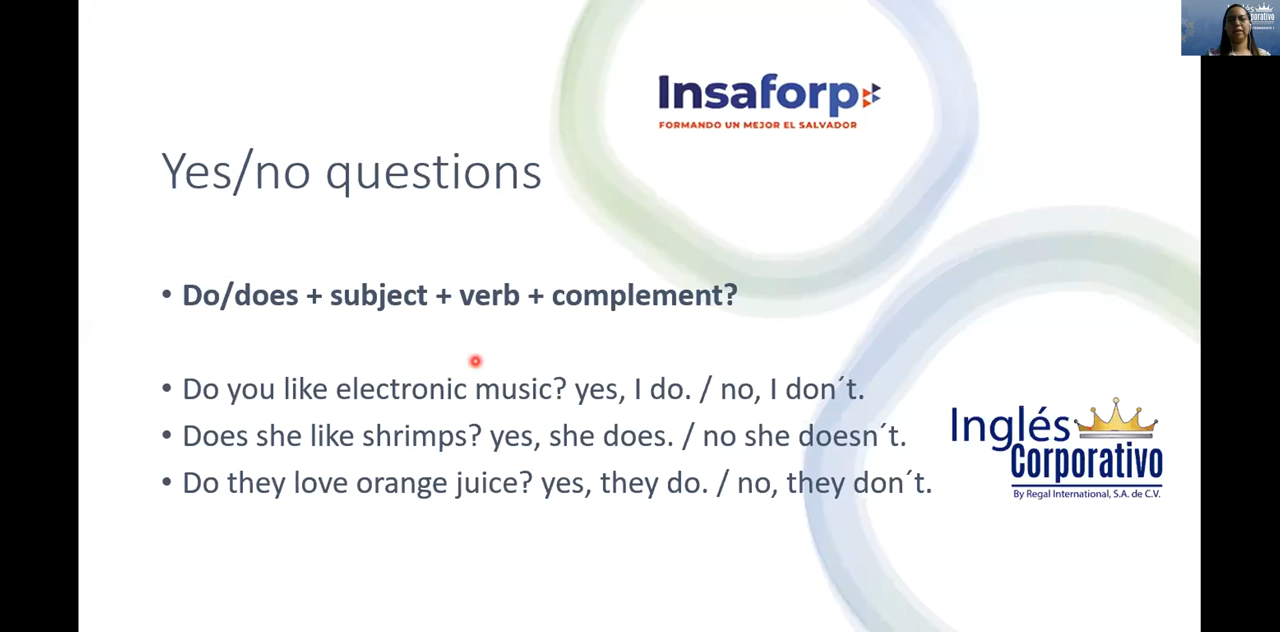 Insaforp
FORMANDO UN MEJOR EL SALVADOR
Yes/no questions
• Do/does + subject + verb + complement?
• Do you like electronic music? yes, I do. / no, I don´t.
• Does she like shrimps? yes, she does. / no she doesn´t.
• Do they love orange juice? yes, they do. / no, they don´t.
Inglés
Corporativo
By Regal International, S.A. de C.V.